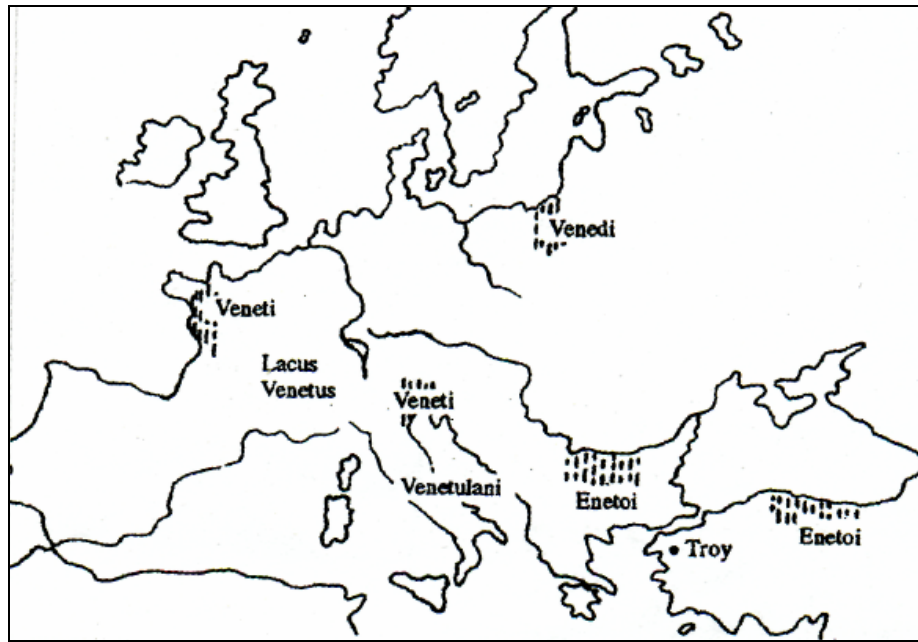 Venedi
Veneti
Lacus
Venetus
Veneti
Venetulani
Enetoi
Enetoi
Troy